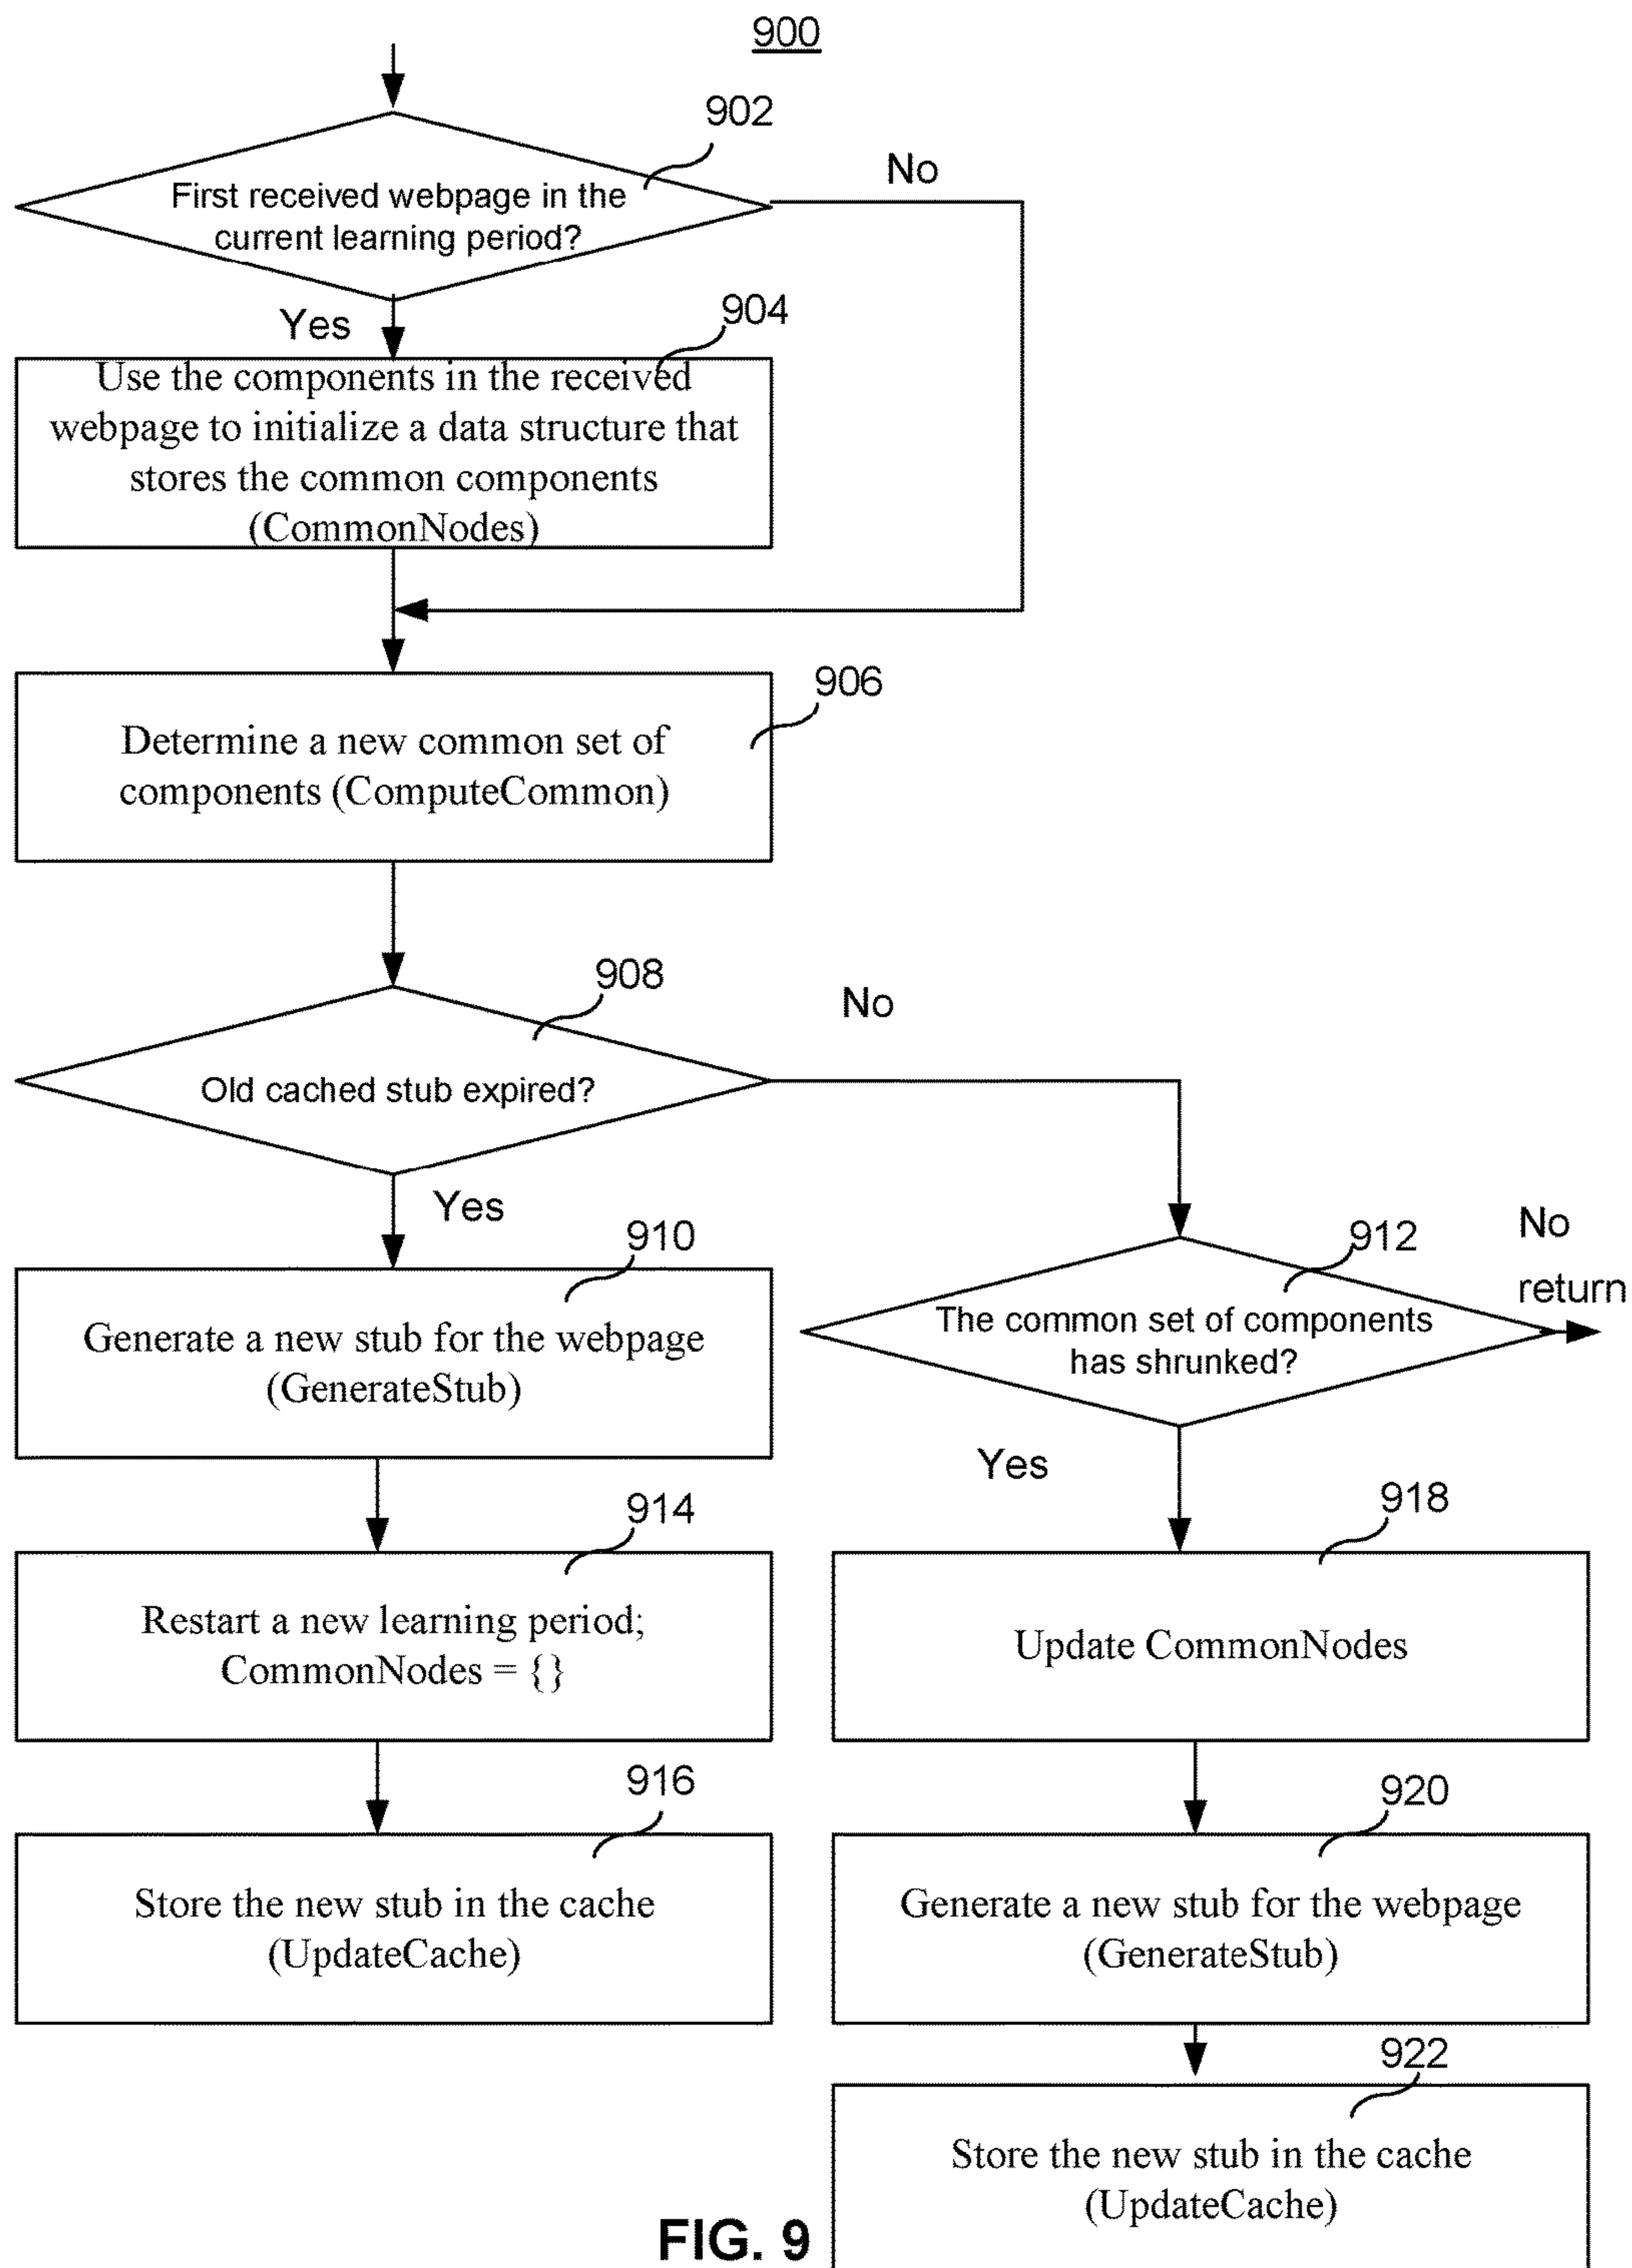 900
902
No
First received webpage in the
current learning period?
Yes
904
Use the components in the received
webpage to initialize a data structure that
stores the common components
(CommonNodes)
906
Determine a new common set of
components (ComputeCommon)
908
No
Old cached stub expired?
Yes
910
Generate a new stub for the webpage
(GenerateStub)
912
No
return
The common set of components
has shrunked?
Yes
914
Restart a new learning period;
CommonNodes = {}
918
Update CommonNodes
916
Store the new stub in the cache
(UpdateCache)
920
Generate a new stub for the webpage
(GenerateStub)
922
Store the new stub in the cache
(UpdateCache)
FIG. 9